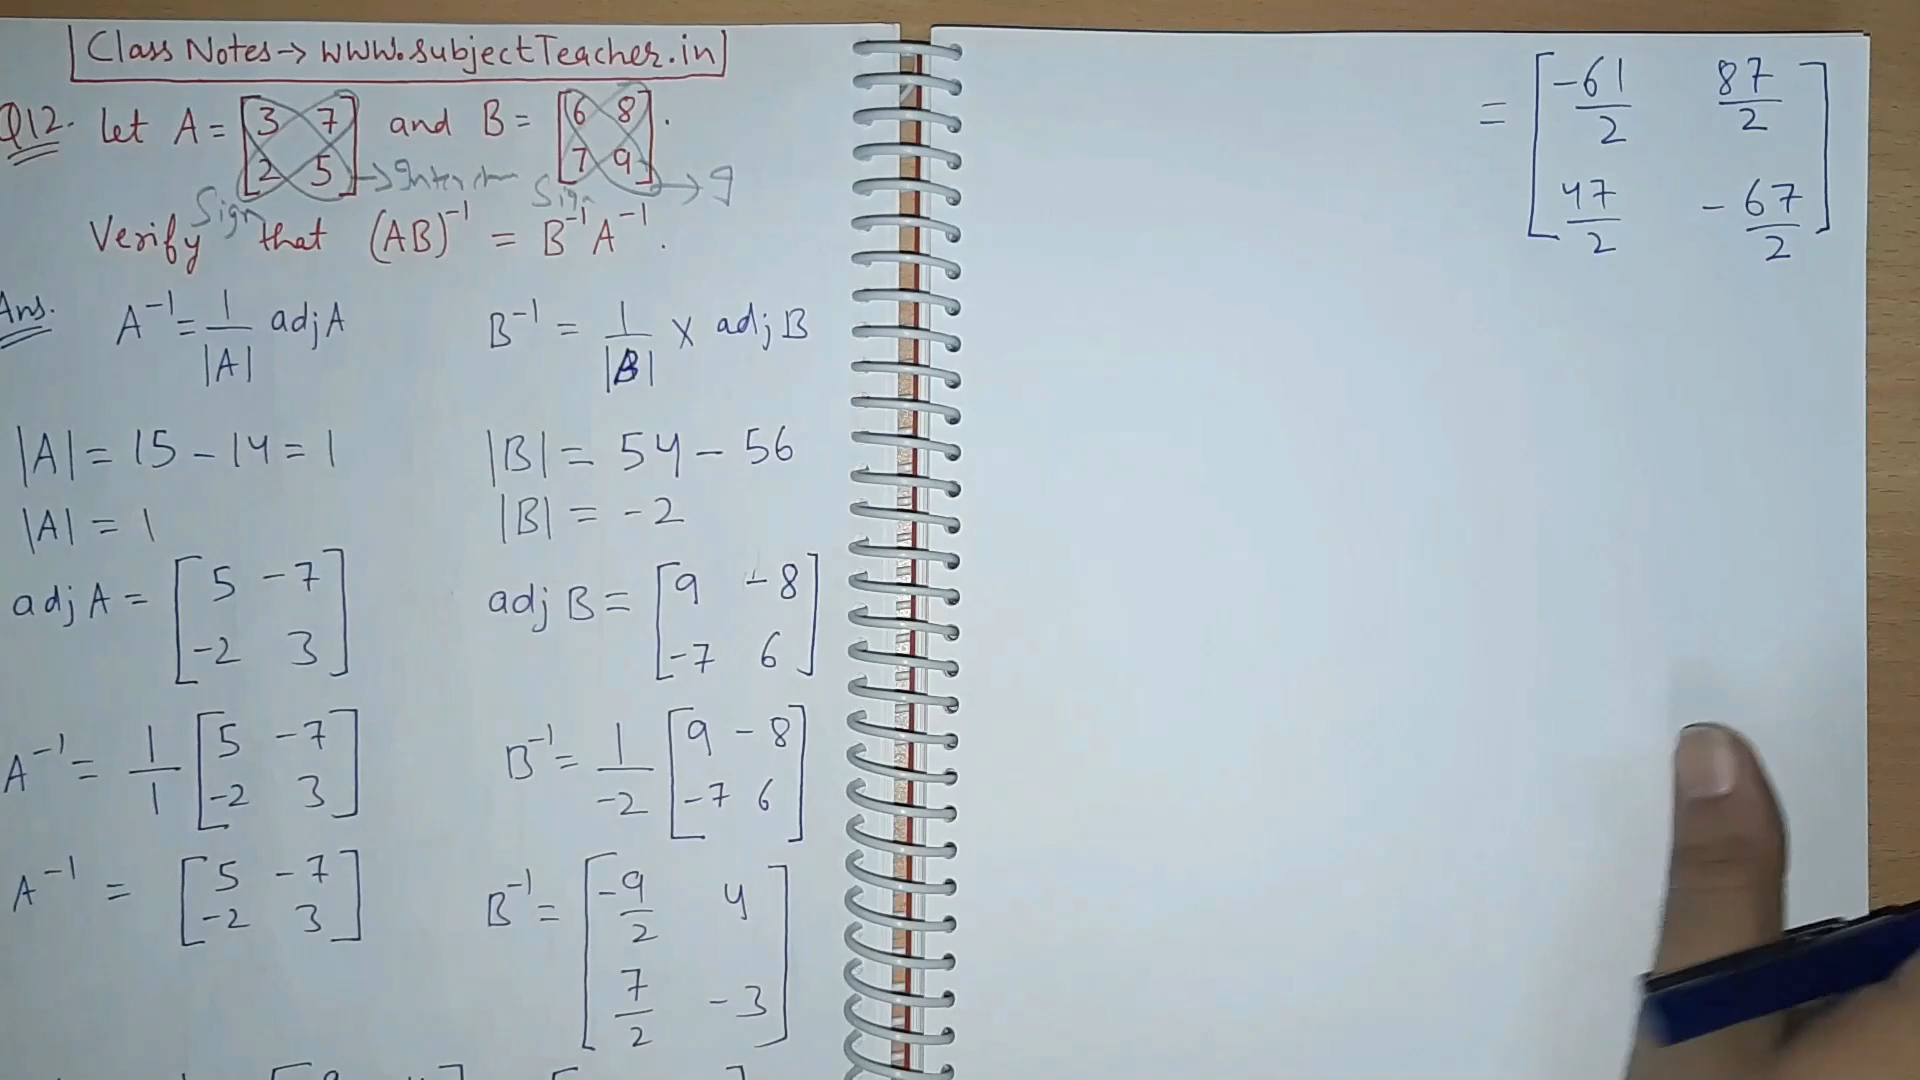 Class Notes → www.subjectTeacher.in
Q12. Let A = [3 7 and B = [6 8] .
2 5] → Interchan 7 9] → I
Sign Sign
Verify that (AB)⁻¹ = B⁻¹A⁻¹ .
Ans. A⁻¹ = 1/|A| adj A
|A| = 15 - 14 = 1
|A| = 1
adj A = [5 -7
-2 3]
A⁻¹ = 1/1 [5 -7
-2 3]
A⁻¹ = [5 -7
-2 3]
B⁻¹ = 1/|B| x adj B
|B| = 54 - 56
|B| = -2
adj B = [9 -8
-7 6]
B⁻¹ = 1/-2 [9 -8
-7 6]
B⁻¹ = [-9/2 4
7/2 -3]
= [-61/2 87/2
47/2 -67/2]